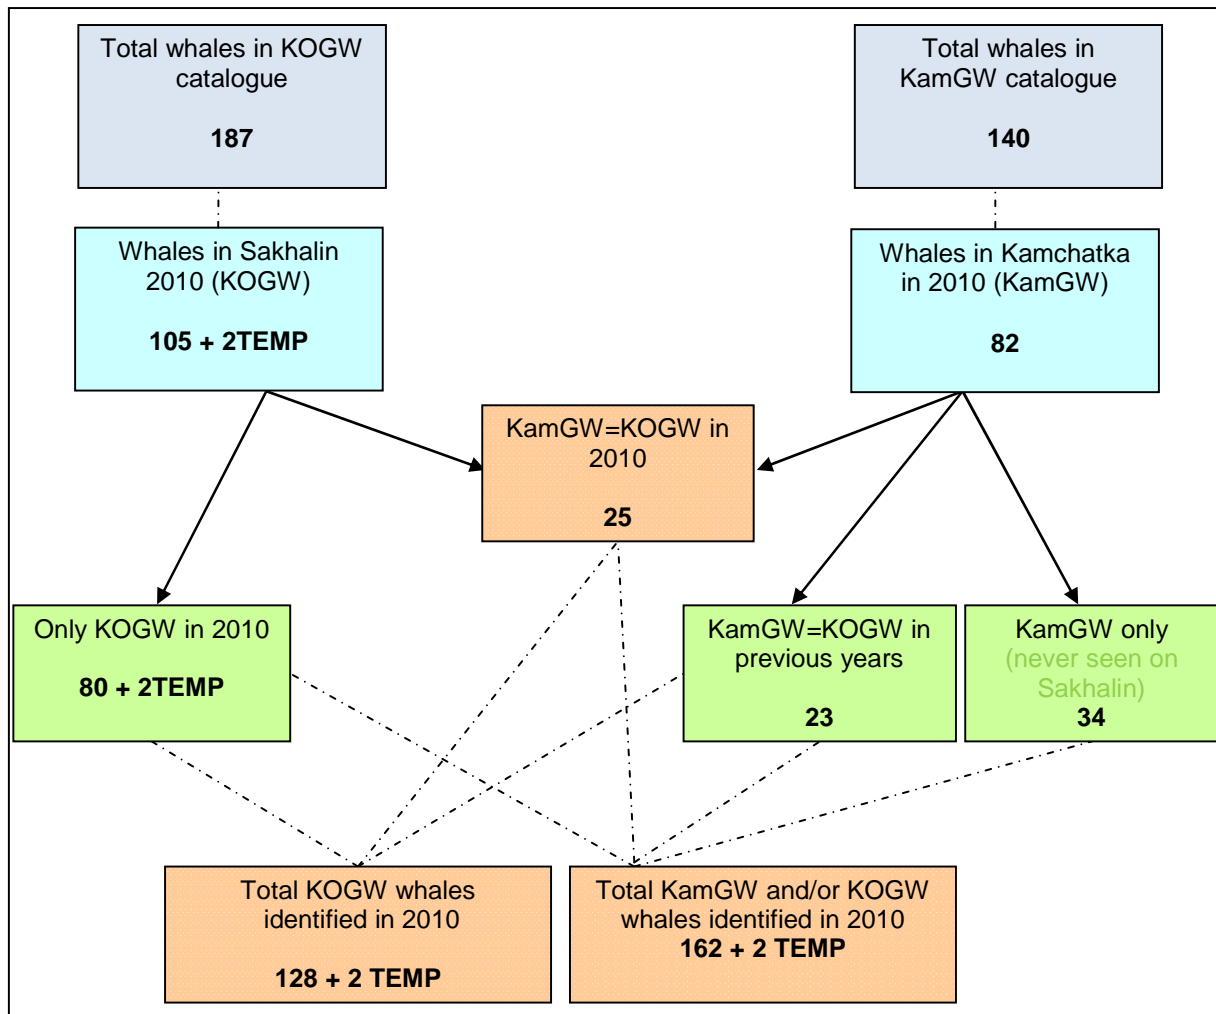 Total whales in KOGW
catalogue
187
Total whales in
KamGW catalogue
140
Whales in Sakhalin
2010 (KOGW)
105 + 2TEMP
Whales in Kamchatka
in 2010 (KamGW)
82
KamGW=KOGW in
2010
25
Only KOGW in 2010
80 + 2TEMP
KamGW=KOGW in
previous years
23
KamGW only
(never seen on
Sakhalin)
34
Total KOGW whales
identified in 2010
128 + 2 TEMP
Total KamGW and/or KOGW
whales identified in 2010
162 + 2 TEMP